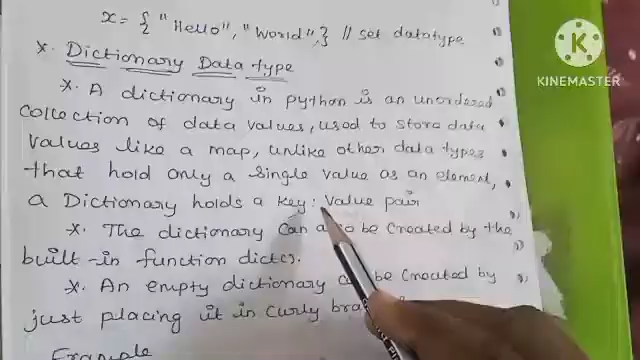 x = { "Hello", "World",} // set datatype
* Dictionary Data type
* A dictionary in python is an unordered
collection of data values, used to store data
values like a map, unlike other data types
that hold only a single value as an element,
a Dictionary holds a key: value pair
* The dictionary can also be created by the
built-in function dict
* An empty dictionary can be created by
just placing it in curly
Example
KINEMASTER